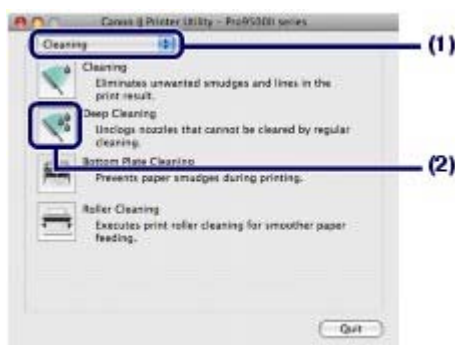 Canon IJ Printer Utility - Pro9500II series
Cleaning
(1)
Cleaning
Eliminates unwanted smudges and lines in the
print result.
Deep Cleaning
Unclogs nozzles that cannot be cleared by regular
cleaning.
(2)
Bottom Plate Cleaning
Prevents paper smudges during printing.
Roller Cleaning
Executes print roller cleaning for smoother paper
feeding.
Quit